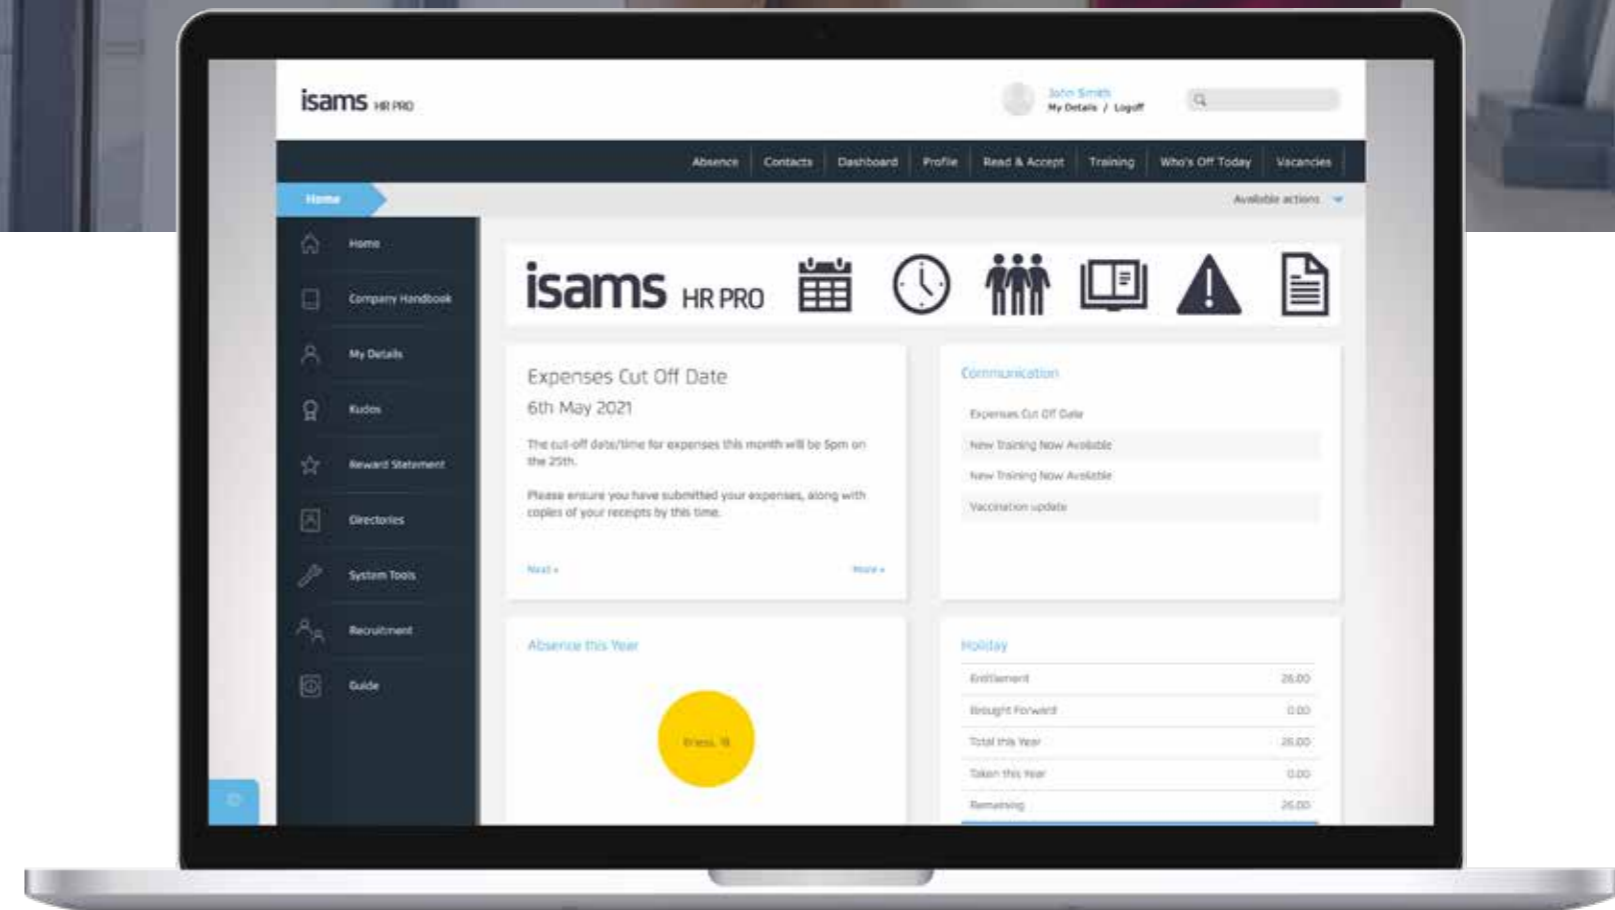 isams HR PRO
John Smith
My Details / Logoff
Absence Contacts Dashboard Profile Read & Accept Training Who's Off Today Vacancies
Home
Available actions
Home
Company Handbook
My Details
Kudos
Reward Statement
Directories
System Tools
Recruitment
Guide
isams HR PRO
Expenses Cut Off Date
6th May 2021
The cut-off date/time for expenses this month will be 5pm on
the 25th.
Please ensure you have submitted your expenses, along with
copies of your receipts by this time.
Next »
More »
Communication
Expenses Cut Off Date
New Training Now Available
New Training Now Available
Vaccination update
Absence this Year
Illness,
Holiday
Entitlement 26.00
Brought Forward 0.00
Total this Year 26.00
Taken this Year 0.00
Remaining 26.00